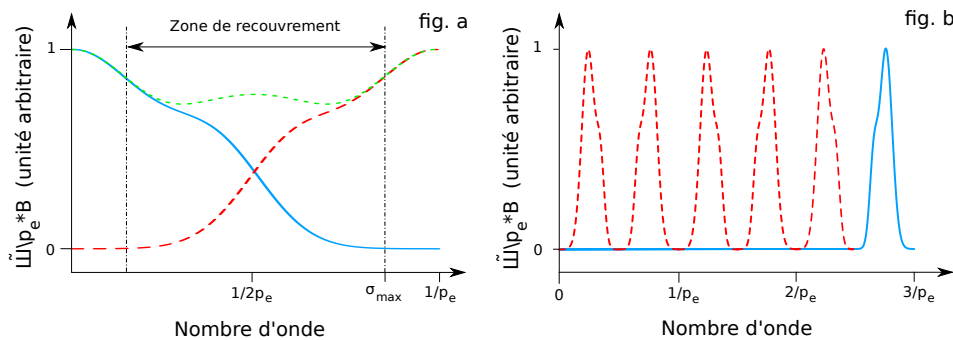 fig. a
Zone de recouvrement
1
0
Ш̃\pe*B (unité arbitraire)
1/2pe
σmax
1/pe
Nombre d'onde
fig. b
1
0
Ш̃\pe*B (unité arbitraire)
0
1/pe
2/pe
3/pe
Nombre d'onde